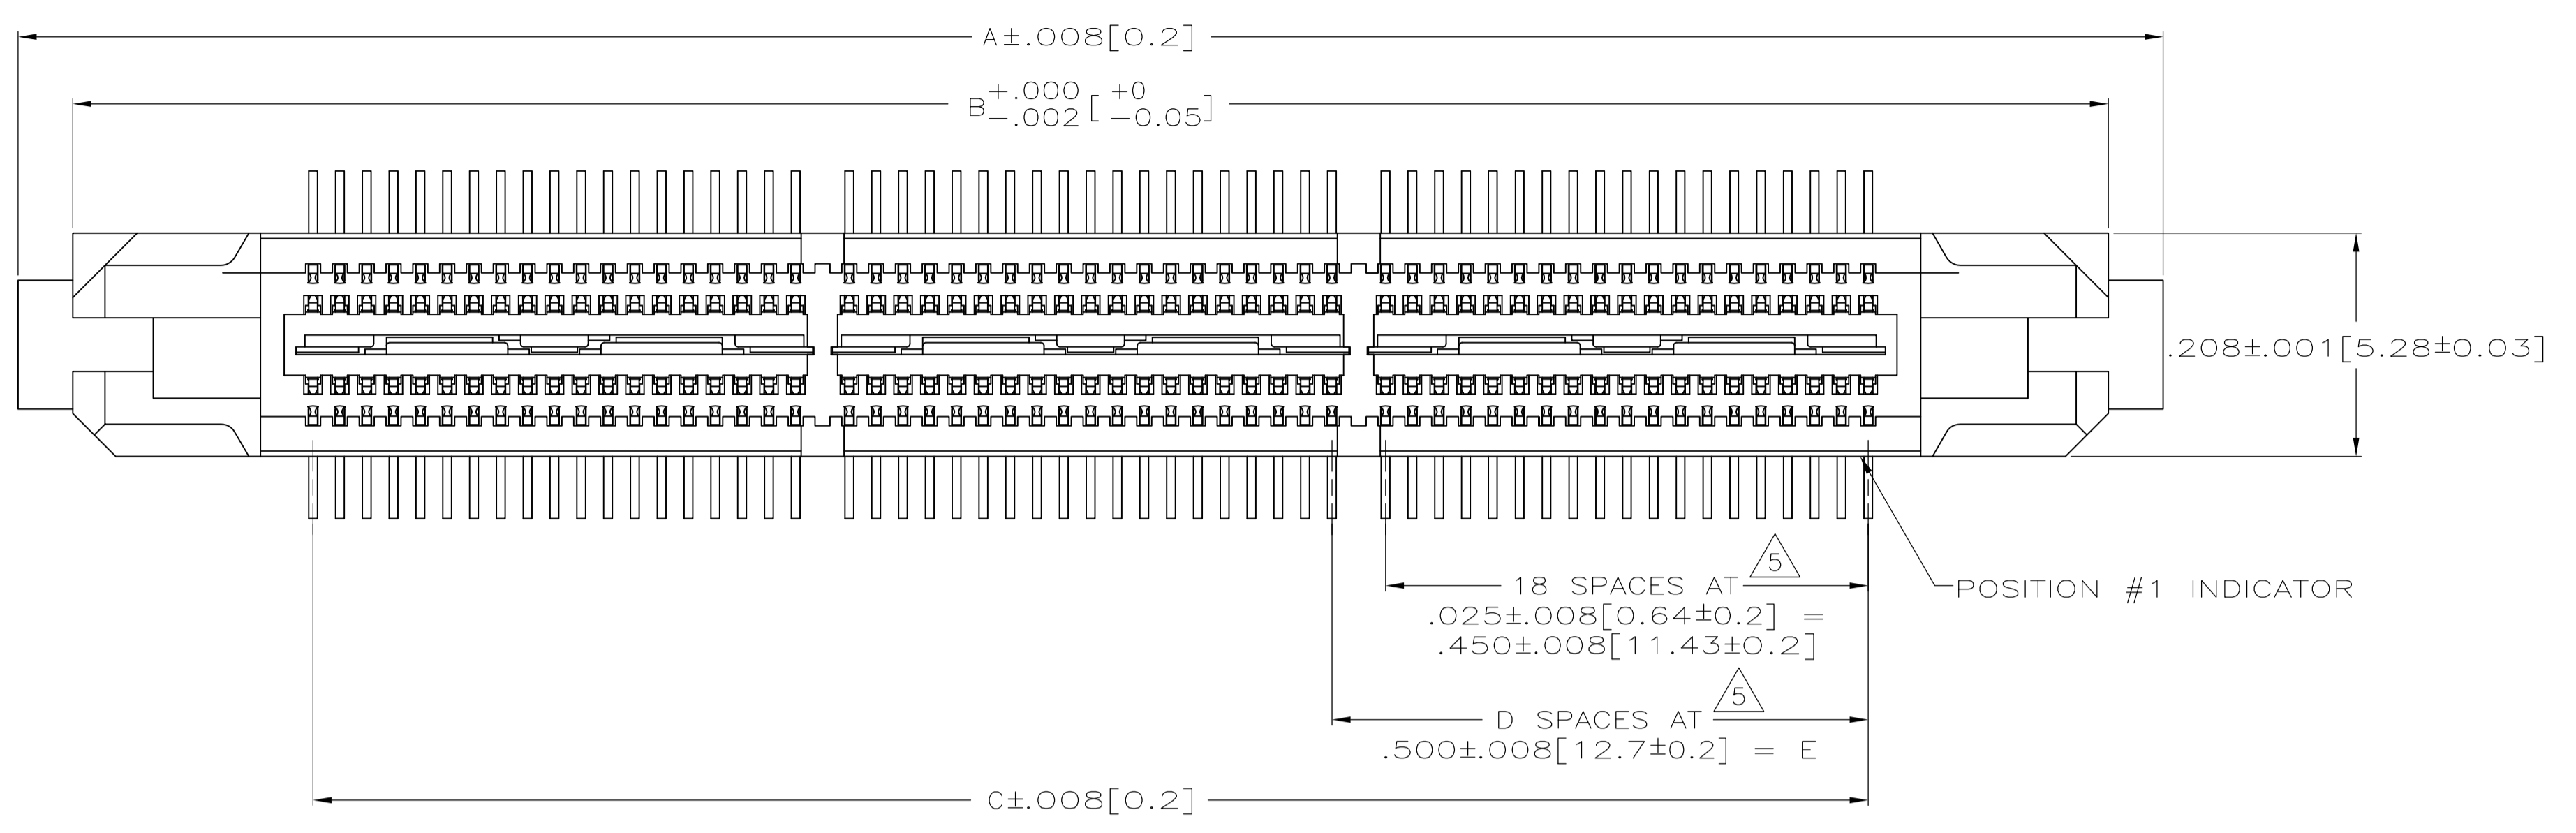 A±.008[0.2]
B+.000 -.002[+0 -0.05]
.208±.001[5.28±0.03]
5
18 SPACES AT
.025±.008[0.64±0.2] =
.450±.008[11.43±0.2]
POSITION #1 INDICATOR
5
D SPACES AT
.500±.008[12.7±0.2] = E
C±.008[0.2]